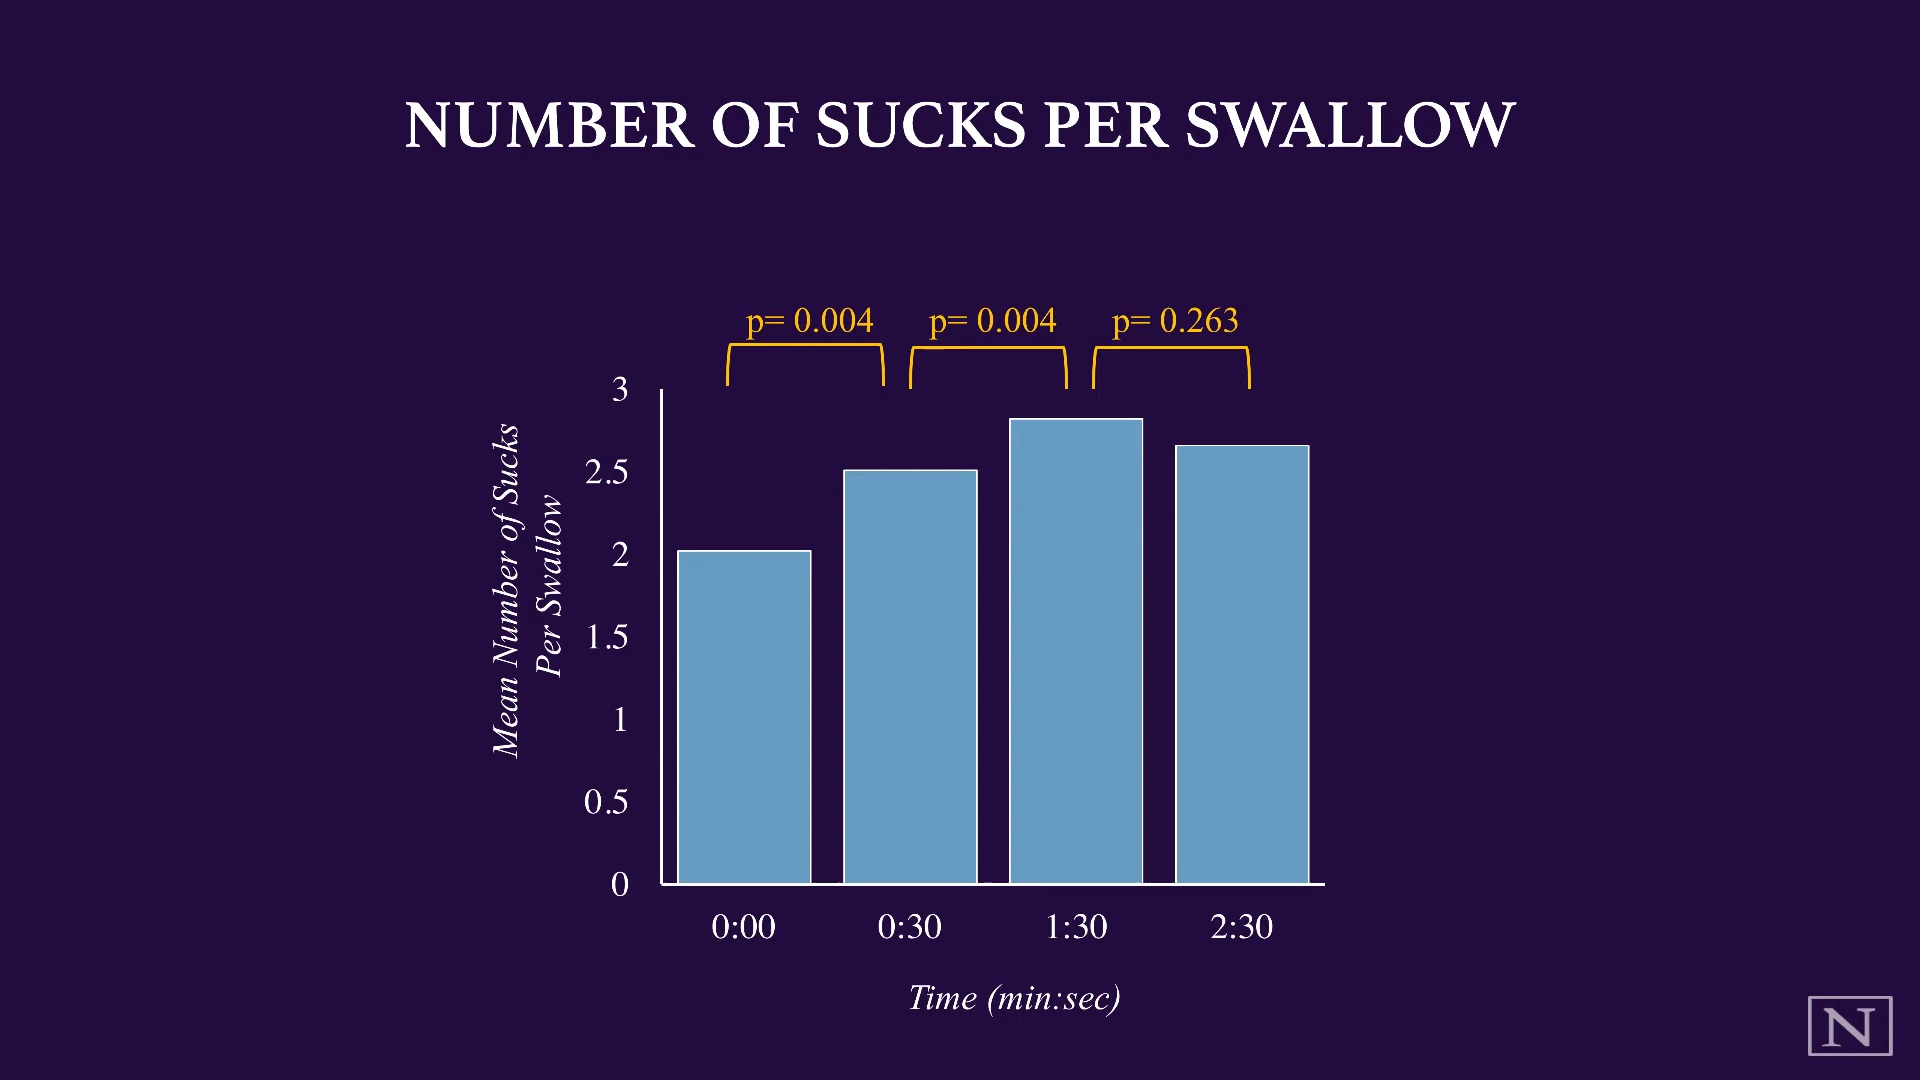 NUMBER OF SUCKS PER SWALLOW
p= 0.004
p= 0.004
p= 0.263
Mean Number of Sucks
Per Swallow
3
2.5
2
1.5
1
0.5
0
0:00
0:30
1:30
2:30
Time (min:sec)
N